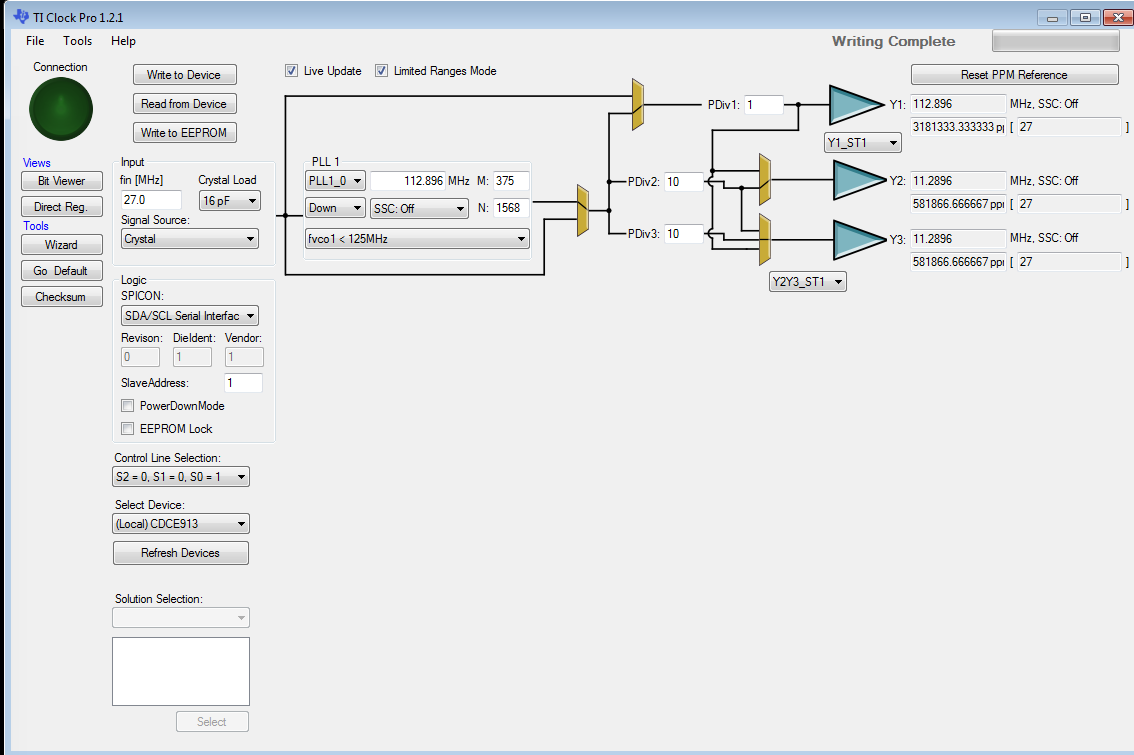 TI Clock Pro 1.2.1
File Tools Help
Writing Complete
Connection
Write to Device
Read from Device
Write to EEPROM
Live Update
Limited Ranges Mode
Reset PPM Reference
PDiv1: 1
Y1: 112.896 MHz, SSC: Off
3181333.333333 pp [ 27 ]
Y1_ST1
Views
Bit Viewer
Direct Reg.
Tools
Wizard
Go Default
Checksum
Input
fin [MHz] Crystal Load
27.0 16 pF
Signal Source:
Crystal
PLL 1
PLL1_0 112.896 MHz M: 375
Down SSC: Off N: 1568
fvco1 < 125MHz
PDiv2: 10
Y2: 11.2896 MHz, SSC: Off
581866.666667 ppr [ 27 ]
PDiv3: 10
Y3: 11.2896 MHz, SSC: Off
581866.666667 ppr [ 27 ]
Y2Y3_ST1
Logic
SPICON:
SDA/SCL Serial Interfac
Revison: DieIdent: Vendor:
0 1 1
SlaveAddress: 1
PowerDownMode
EEPROM Lock
Control Line Selection:
S2 = 0, S1 = 0, S0 = 1
Select Device:
(Local) CDCE913
Refresh Devices
Solution Selection:
Select